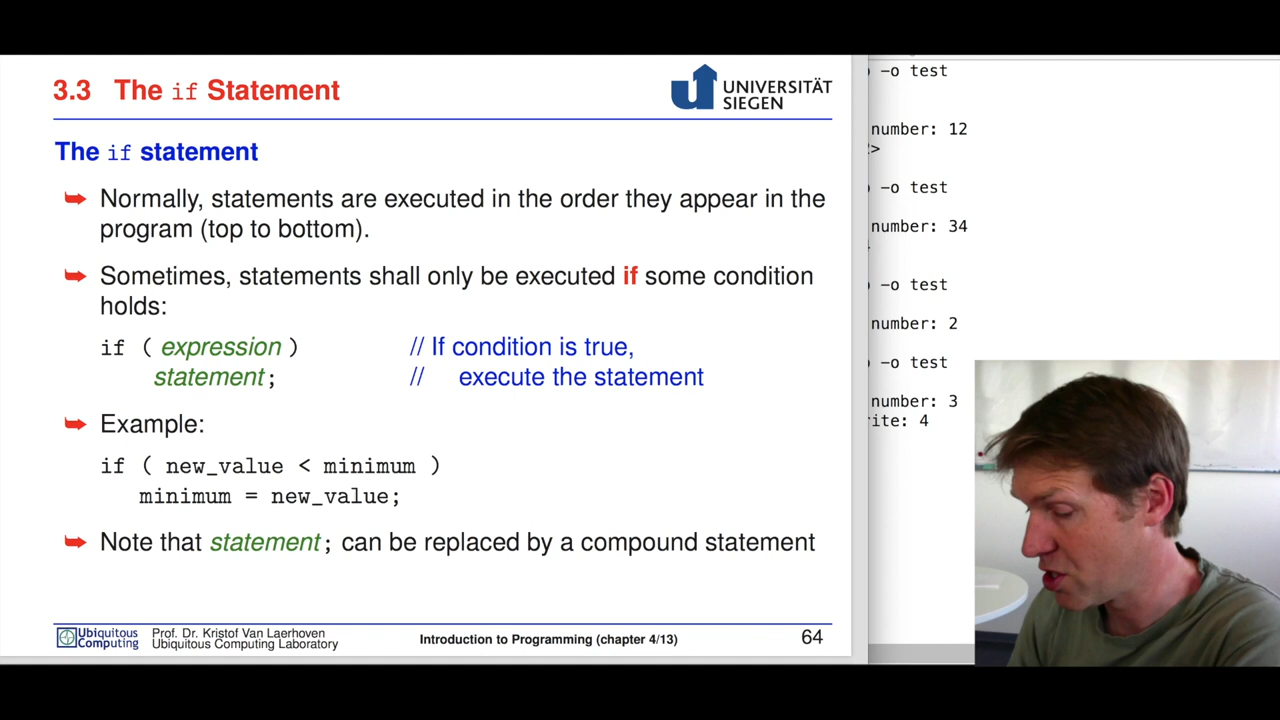 3.3 The if Statement
UNIVERSITÄT
SIEGEN
The if statement
Normally, statements are executed in the order they appear in the
program (top to bottom).
Sometimes, statements shall only be executed if some condition
holds:
if ( expression ) // If condition is true,
statement; // execute the statement
Example:
if ( new_value < minimum )
minimum = new_value;
Note that statement; can be replaced by a compound statement
Ubiquitous
Computing
Prof. Dr. Kristof Van Laerhoven
Ubiquitous Computing Laboratory
Introduction to Programming (chapter 4/13)
64
-o test
number: 12
>
-o test
number: 34
-o test
number: 2
-o test
number: 3
rite: 4